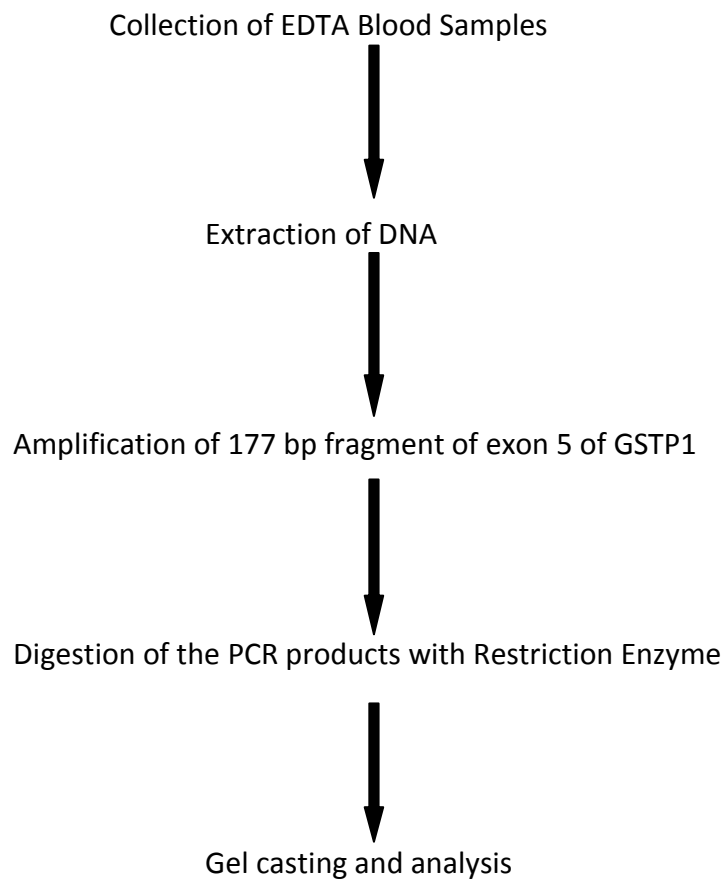 Collection of EDTA Blood Samples
Extraction of DNA
Amplification of 177 bp fragment of exon 5 of GSTP1
Digestion of the PCR products with Restriction Enzyme
Gel casting and analysis